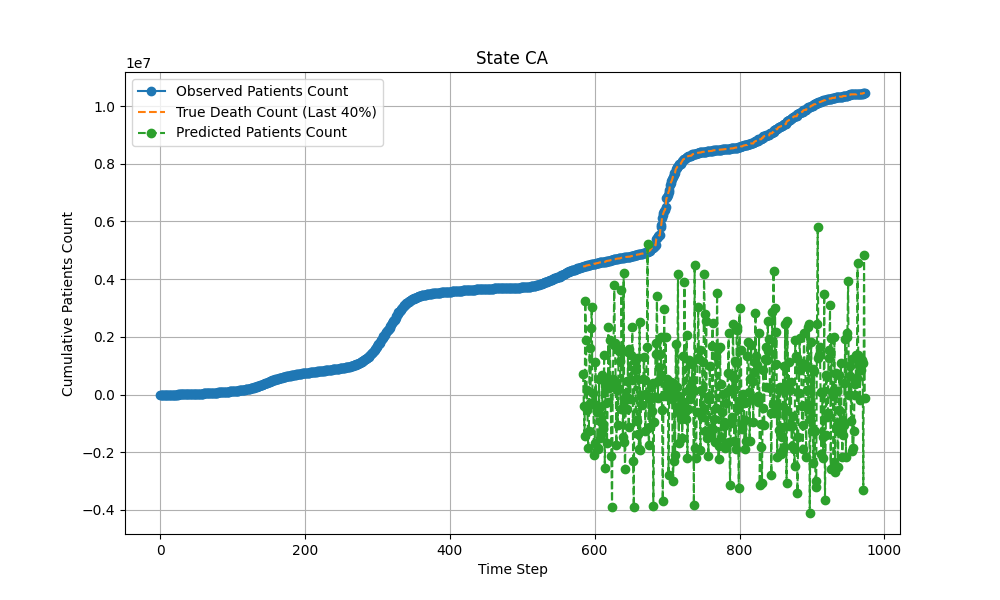 State CA
1e7
Observed Patients Count
True Death Count (Last 40%)
Predicted Patients Count
1.0
0.8
0.6
0.4
0.2
0.0
−0.2
−0.4
Cumulative Patients Count
0 200 400 600 800 1000
Time Step